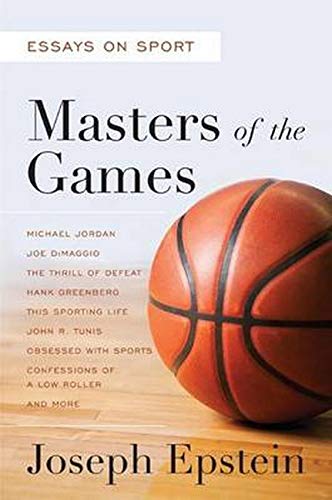 ESSAYS ON SPORT
Masters of the
Games
MICHAEL JORDAN
JOE DiMAGGIO
THE THRILL OF DEFEAT
HANK GREENBERG
THIS SPORTING LIFE
JOHN R. TUNIS
OBSESSED WITH SPORTS
CONFESSIONS OF
A LOW ROLLER
AND MORE
Joseph Epstein